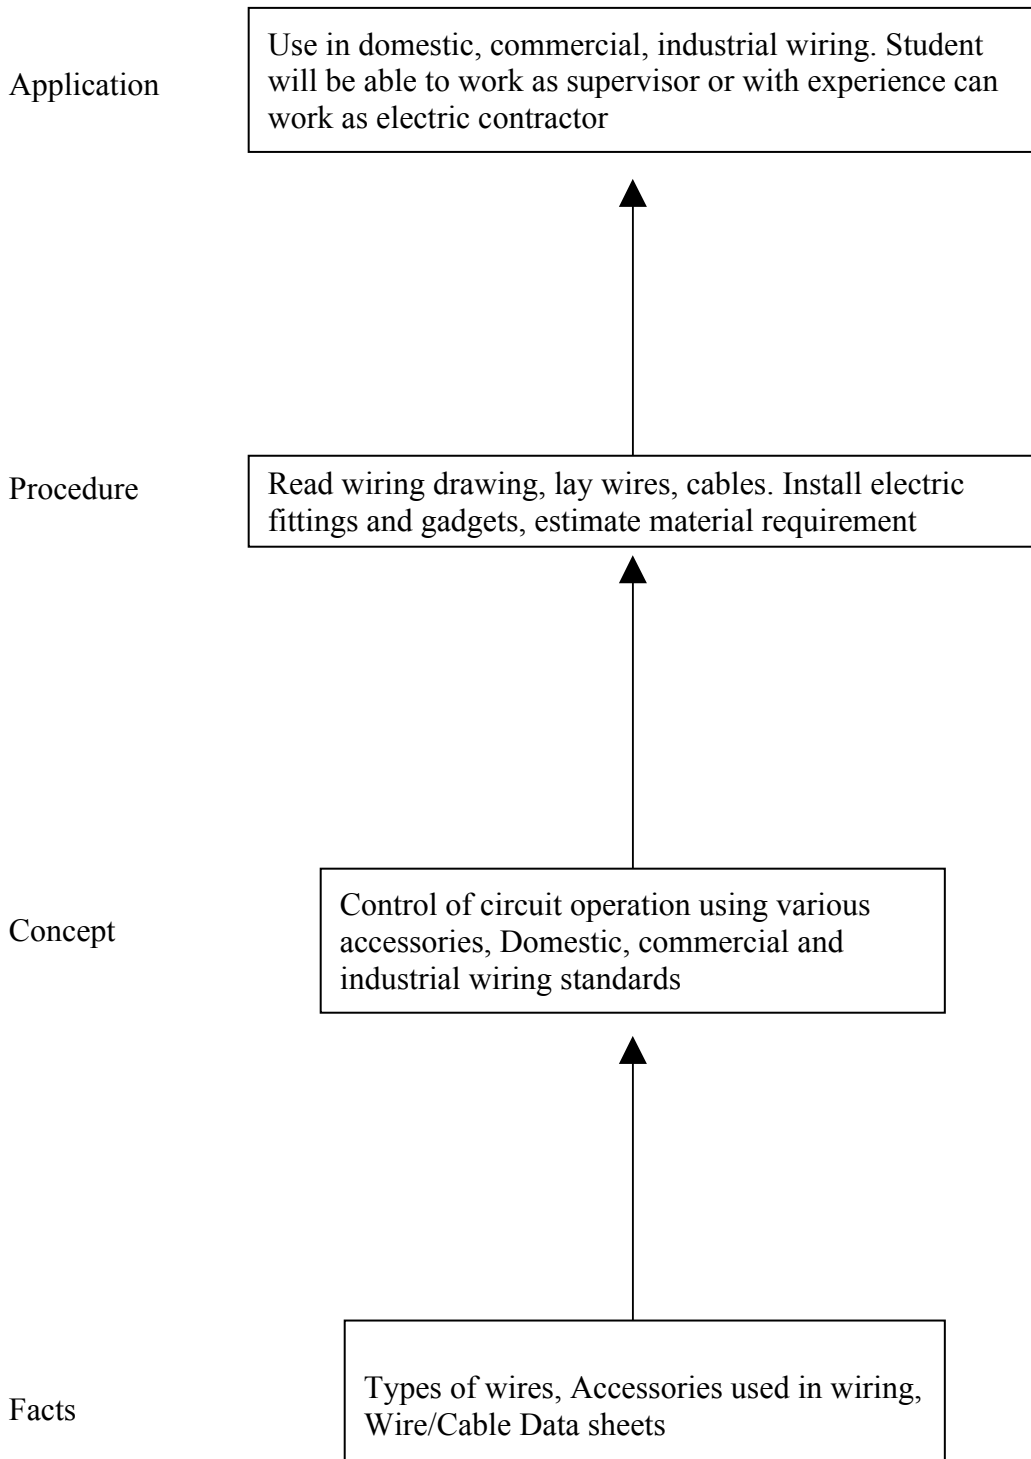 Application
Use in domestic, commercial, industrial wiring. Student
will be able to work as supervisor or with experience can
work as electric contractor
Procedure
Read wiring drawing, lay wires, cables. Install electric
fittings and gadgets, estimate material requirement
Concept
Control of circuit operation using various
accessories, Domestic, commercial and
industrial wiring standards
Facts
Types of wires, Accessories used in wiring,
Wire/Cable Data sheets